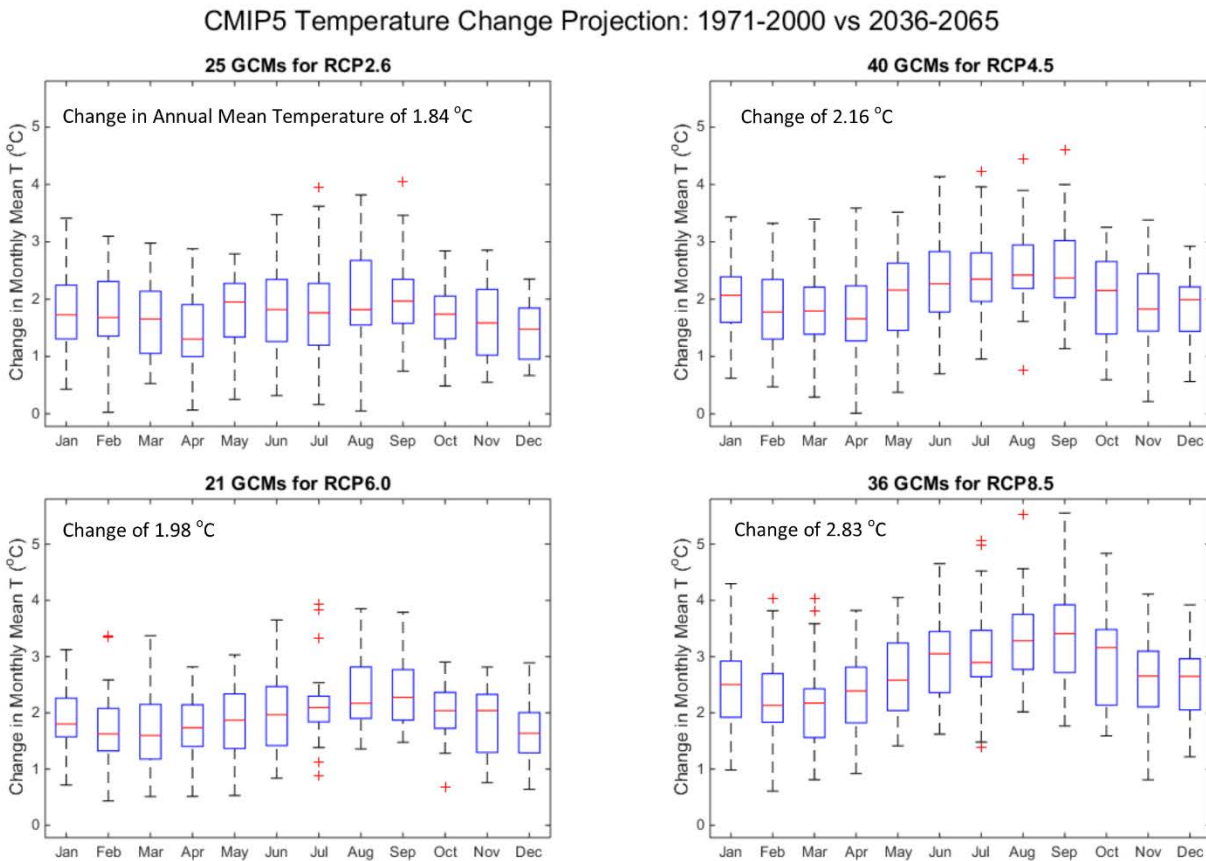 CMIP5 Temperature Change Projection: 1971-2000 vs 2036-2065
25 GCMs for RCP2.6
Change in Annual Mean Temperature of 1.84 °C
Change in Monthly Mean T (°C)
5
4
3
2
1
0
Jan Feb Mar Apr May Jun Jul Aug Sep Oct Nov Dec
40 GCMs for RCP4.5
Change of 2.16 °C
Change in Monthly Mean T (°C)
5
4
3
2
1
0
Jan Feb Mar Apr May Jun Jul Aug Sep Oct Nov Dec
21 GCMs for RCP6.0
Change of 1.98 °C
Change in Monthly Mean T (°C)
5
4
3
2
1
0
Jan Feb Mar Apr May Jun Jul Aug Sep Oct Nov Dec
36 GCMs for RCP8.5
Change of 2.83 °C
Change in Monthly Mean T (°C)
5
4
3
2
1
0
Jan Feb Mar Apr May Jun Jul Aug Sep Oct Nov Dec